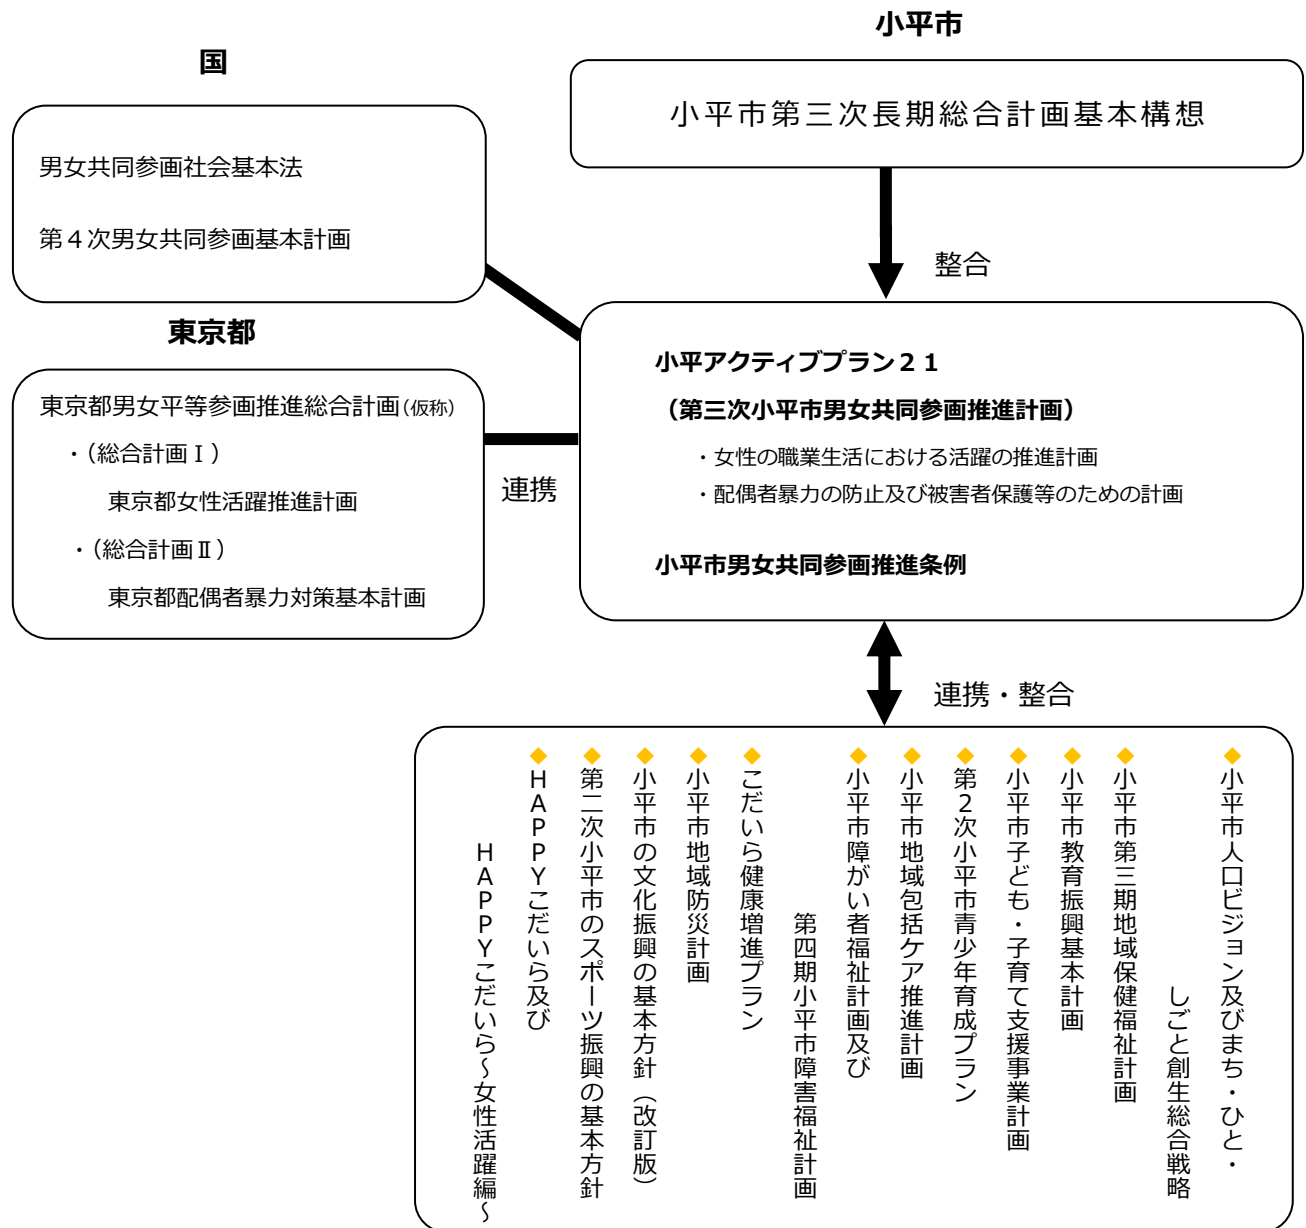 小平市
小平市第三次長期総合計画基本構想
国
男女共同参画社会基本法
第４次男女共同参画基本計画
整合
東京都
東京都男女平等参画推進総合計画(仮称)
・（総合計画Ⅰ）
東京都女性活躍推進計画
・（総合計画Ⅱ）
東京都配偶者暴力対策基本計画
連携
小平アクティブプラン２１
（第三次小平市男女共同参画推進計画）
・女性の職業生活における活躍の推進計画
・配偶者暴力の防止及び被害者保護等のための計画
小平市男女共同参画推進条例
連携・整合
◆小平市人口ビジョン及びまち・ひと・
しごと創生総合戦略
◆小平市第三期地域保健福祉計画
◆小平市教育振興基本計画
◆小平市子ども・子育て支援事業計画
◆第２次小平市青少年育成プラン
◆小平市地域包括ケア推進計画
◆小平市障がい者福祉計画及び
第四期小平市障害福祉計画
◆こだいら健康増進プラン
◆小平市地域防災計画
◆小平市の文化振興の基本方針（改訂版）
◆第二次小平市のスポーツ振興の基本方針
◆ＨＡＰＰＹこだいら及び
ＨＡＰＰＹこだいら～女性活躍編～